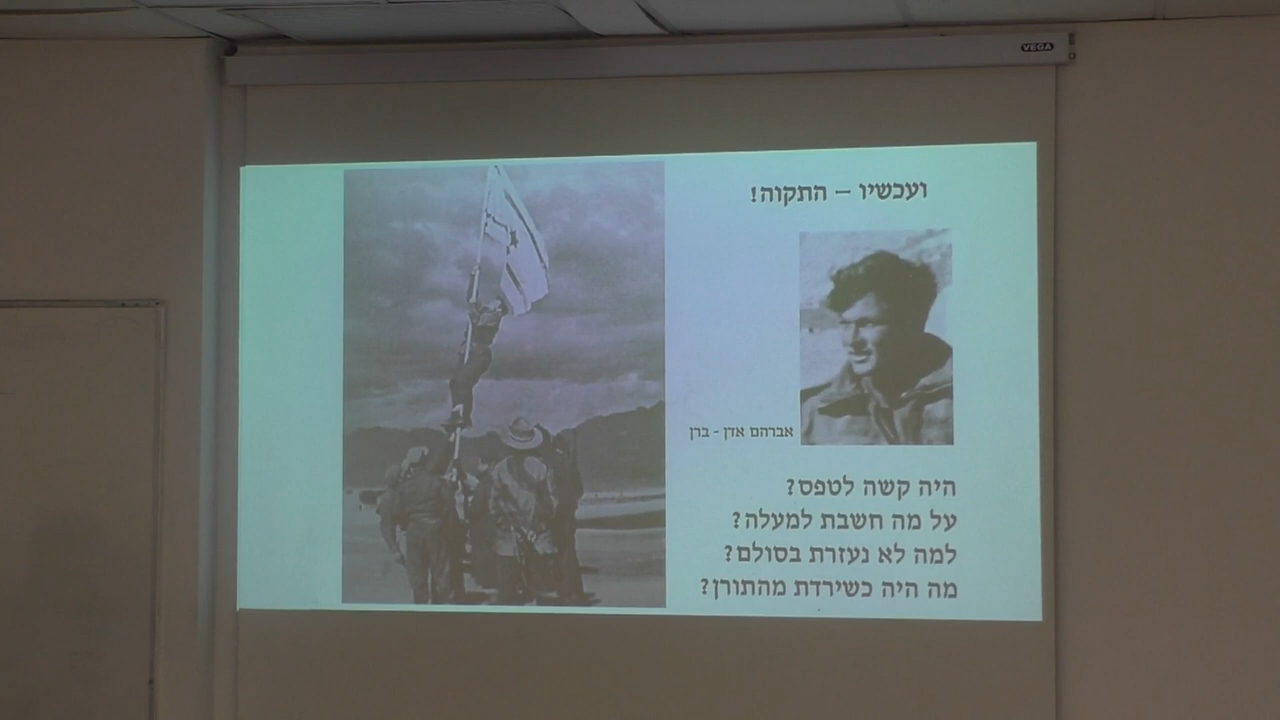 VEGA
ועכשיו – התקוה!
אברהם אדן - ברן
היה קשה לטפס?
על מה חשבת למעלה?
למה לא נעזרת בסולם?
מה היה כשירדת מהתורן?